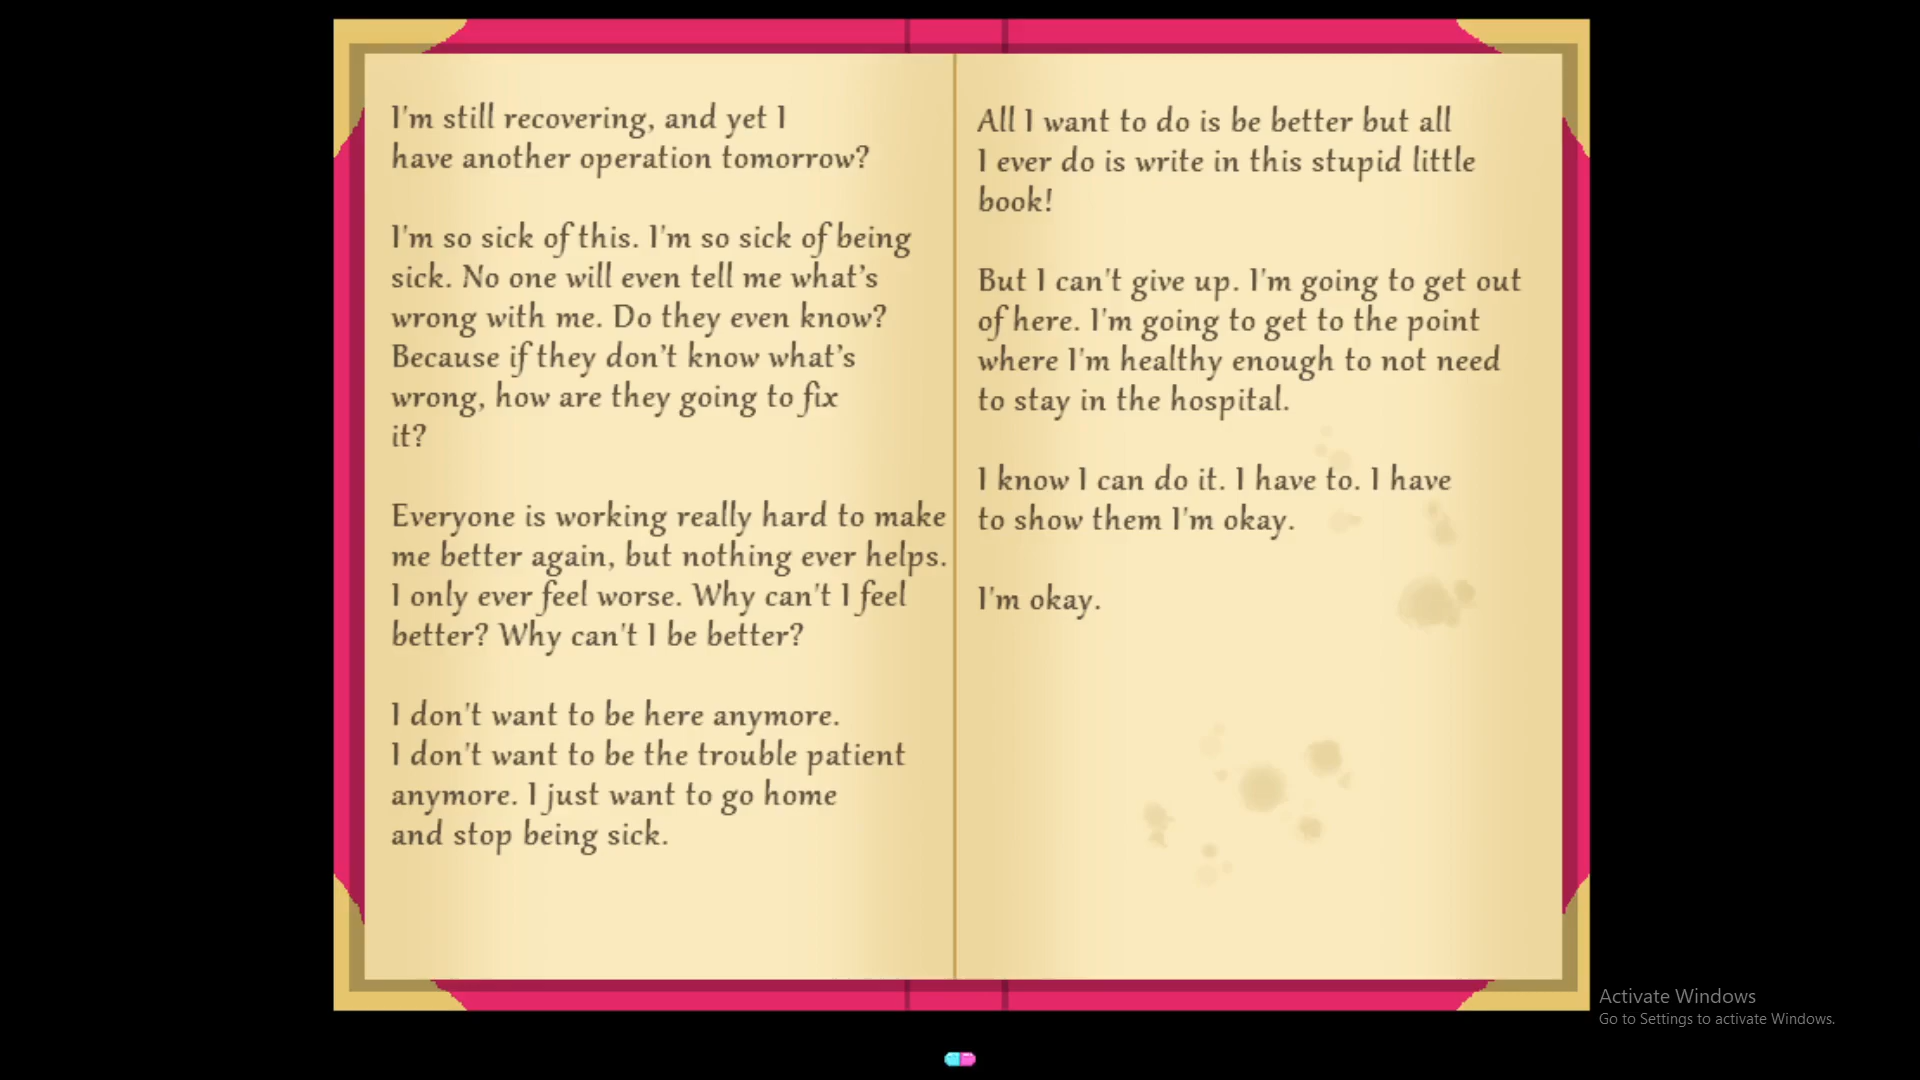 I'm still recovering, and yet I
have another operation tomorrow?
I'm so sick of this. I'm so sick of being
sick. No one will even tell me what's
wrong with me. Do they even know?
Because if they don't know what's
wrong, how are they going to fix
it?
Everyone is working really hard to make
me better again, but nothing ever helps.
I only ever feel worse. Why can't I feel
better? Why can't I be better?
I don't want to be here anymore.
I don't want to be the trouble patient
anymore. I just want to go home
and stop being sick.
All I want to do is be better but all
I ever do is write in this stupid little
book!
But I can't give up. I'm going to get out
of here. I'm going to get to the point
where I'm healthy enough to not need
to stay in the hospital.
I know I can do it. I have to. I have
to show them I'm okay.
I'm okay.
Activate Windows
Go to Settings to activate Windows.